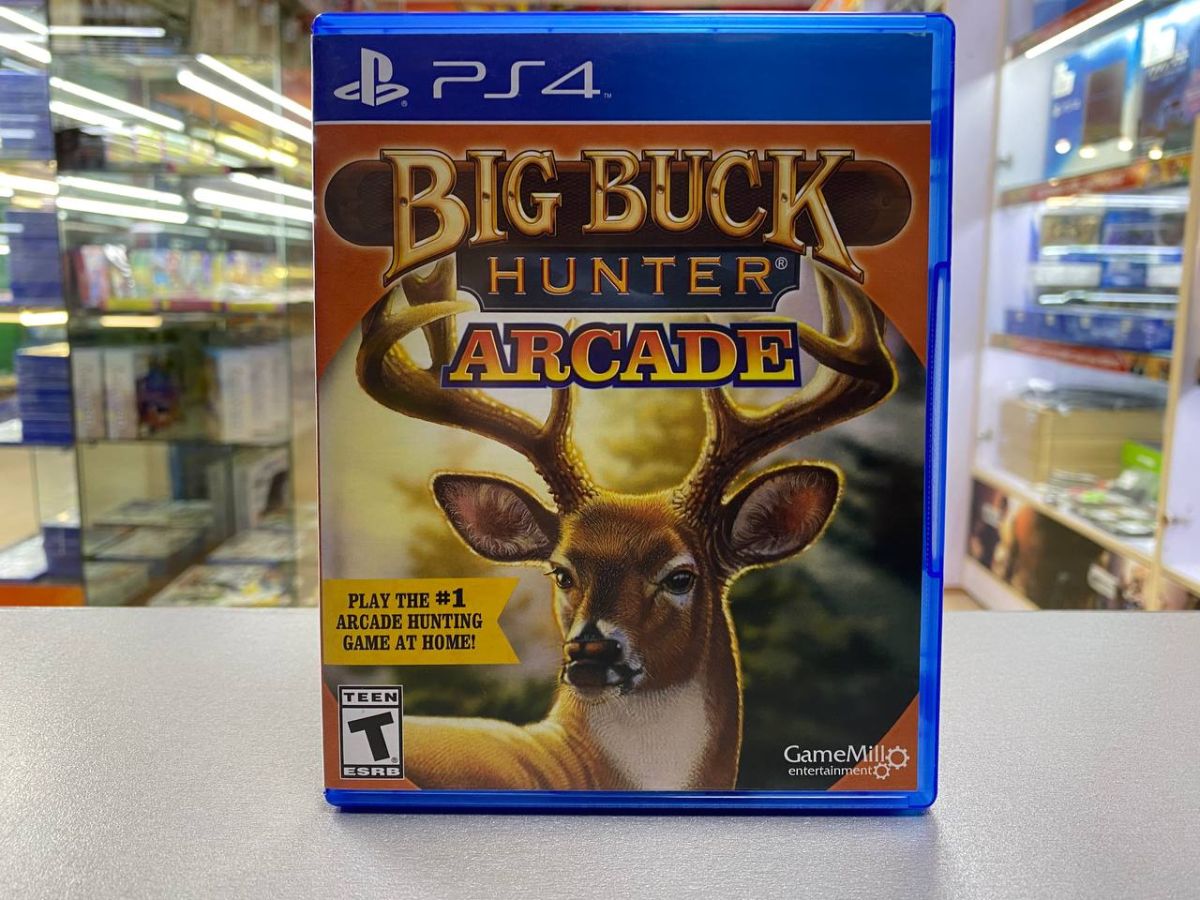 PS4
BIG BUCK
HUNTER®
ARCADE
PLAY THE #1
ARCADE HUNTING
GAME AT HOME!
TEEN
T
ESRB
GameMill
entertainment